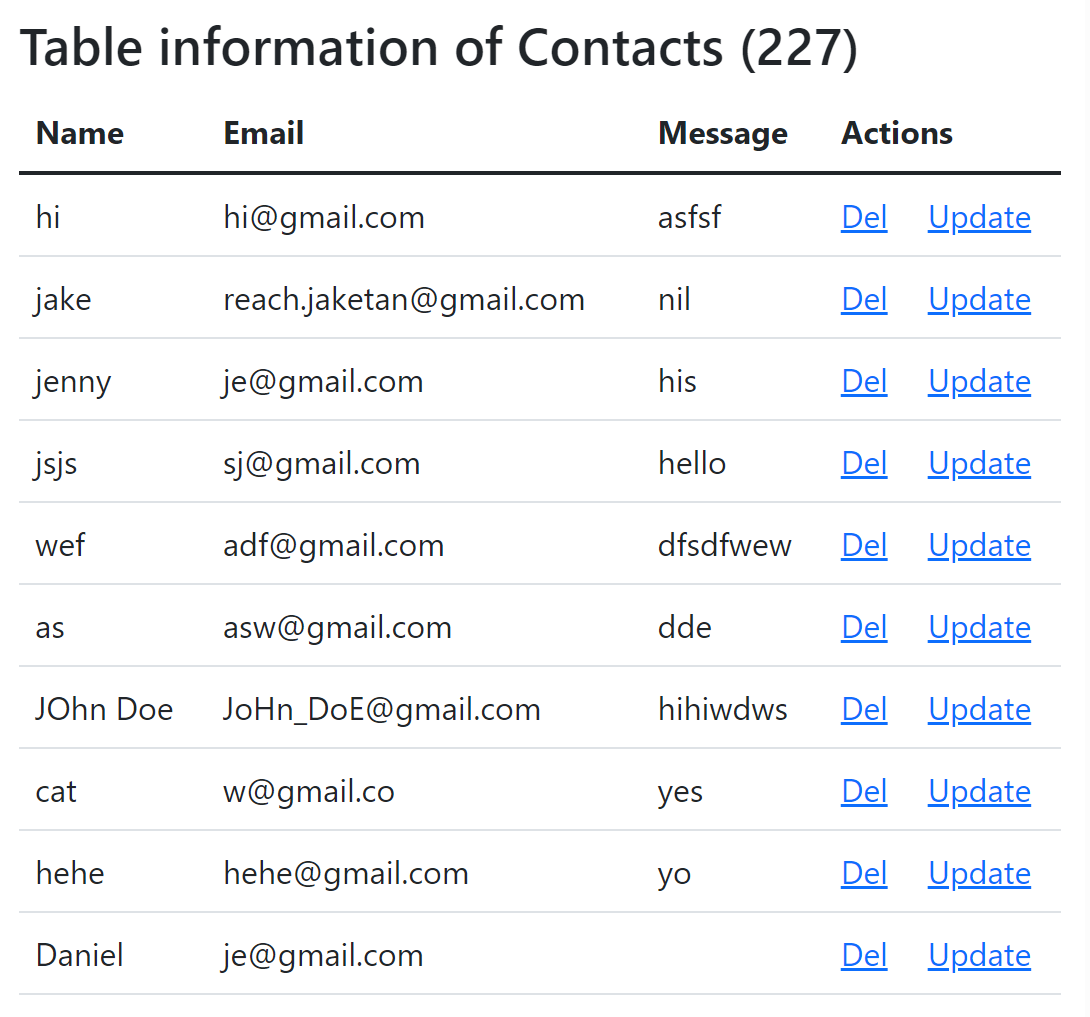 Table information of Contacts (227)
Name Email Message Actions
hi hi@gmail.com asfsf Del Update
jake reach.jaketan@gmail.com nil Del Update
jenny je@gmail.com his Del Update
jsjs sj@gmail.com hello Del Update
wef adf@gmail.com dfsdfwew Del Update
as asw@gmail.com dde Del Update
JOhn Doe JoHn_DoE@gmail.com hihiwdws Del Update
cat w@gmail.co yes Del Update
hehe hehe@gmail.com yo Del Update
Daniel je@gmail.com Del Update